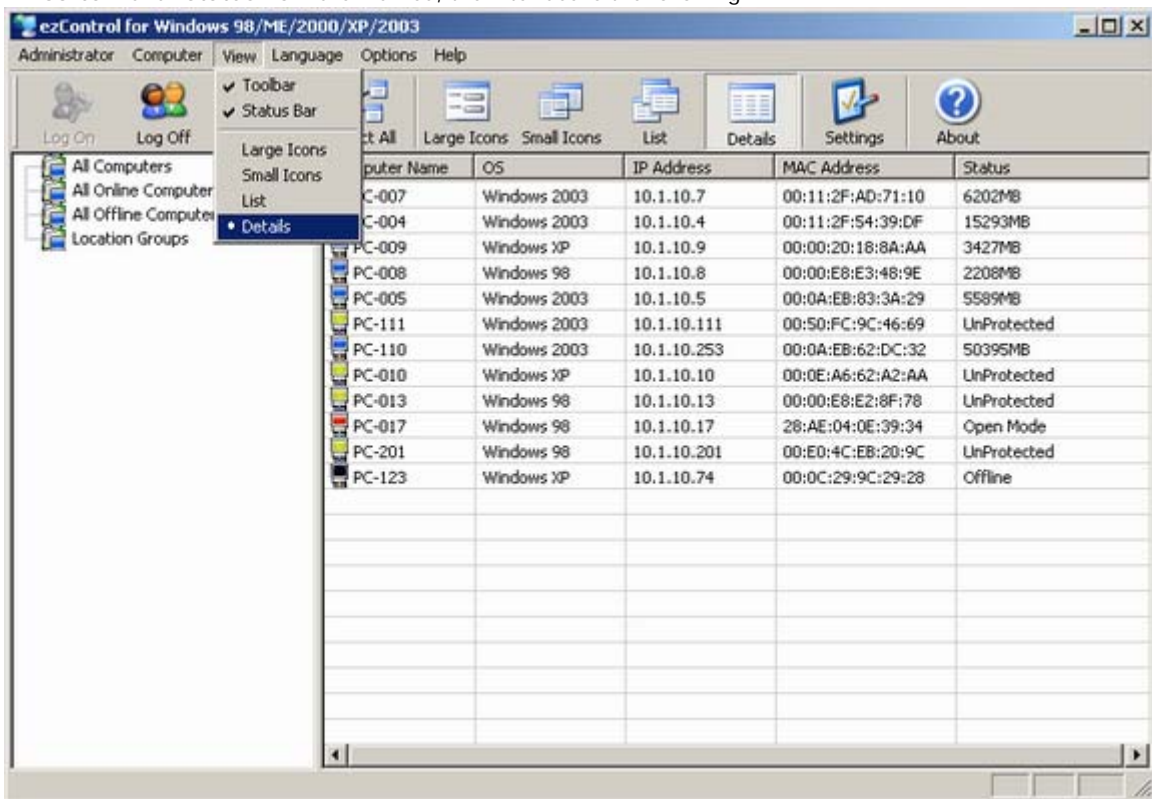 ezControl for Windows 98/ME/2000/XP/2003
Administrator Computer View Language Options Help
Log On Log Off ct All Large Icons Small Icons List Details Settings About
Toolbar
Status Bar
Large Icons
Small Icons
List
Details
All Computers
All Online Computer
All Offline Compute
Location Groups
puter Name OS IP Address MAC Address Status
C-007 Windows 2003 10.1.10.7 00:11:2F:AD:71:10 6202MB
C-004 Windows 2003 10.1.10.4 00:11:2F:54:39:DF 15293MB
PC-009 Windows XP 10.1.10.9 00:00:20:18:8A:AA 3427MB
PC-008 Windows 98 10.1.10.8 00:00:E8:E3:48:9E 2208MB
PC-005 Windows 2003 10.1.10.5 00:0A:EB:83:3A:29 5589MB
PC-111 Windows 2003 10.1.10.111 00:50:FC:9C:46:69 UnProtected
PC-110 Windows 2003 10.1.10.253 00:0A:EB:62:DC:32 50395MB
PC-010 Windows XP 10.1.10.10 00:0E:A6:62:A2:AA UnProtected
PC-013 Windows 98 10.1.10.13 00:00:E8:E2:8F:78 UnProtected
PC-017 Windows 98 10.1.10.17 28:AE:04:0E:39:34 Open Mode
PC-201 Windows 98 10.1.10.201 00:E0:4C:EB:20:9C UnProtected
PC-123 Windows XP 10.1.10.74 00:0C:29:9C:29:28 Offline